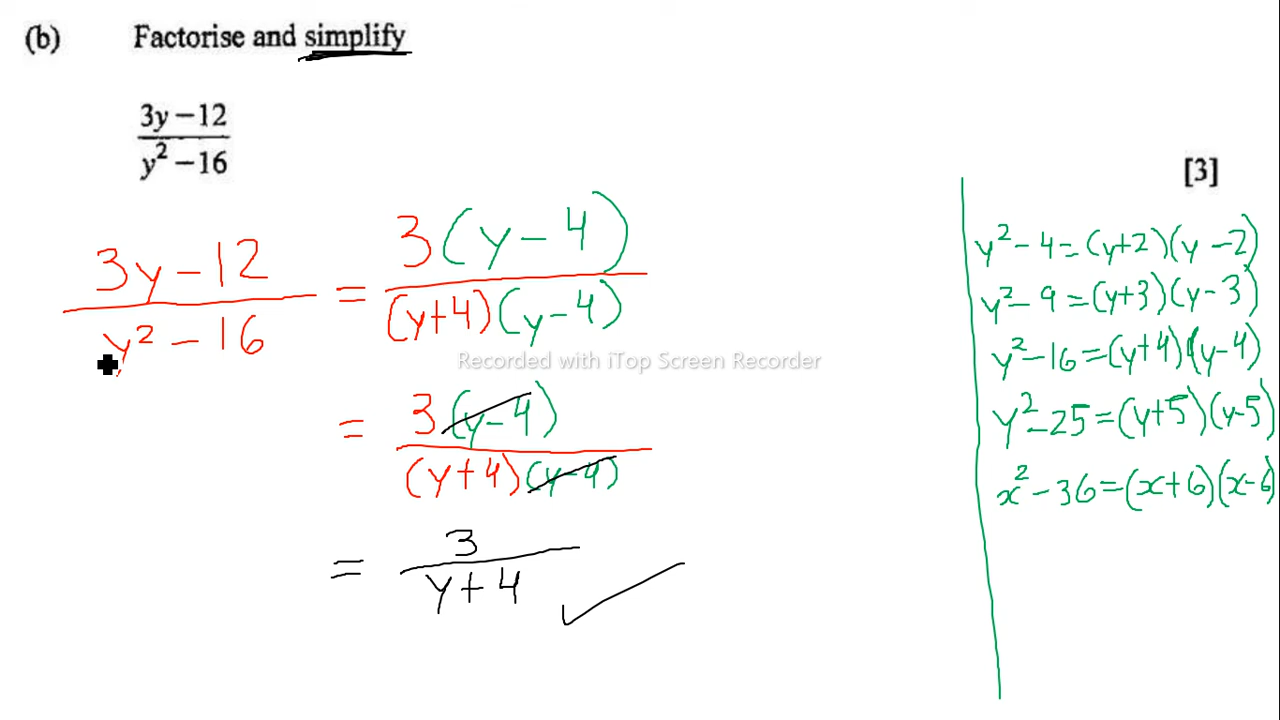 (b) Factorise and simplify
3y – 12
y² – 16
[3]
3y – 12 = 3(y – 4)
y² – 16 (y+4)(y–4)
Recorded with iTop Screen Recorder
= 3(y–4)
(y+4)(y–4)
= 3
y+4
y² – 4 = (y+2)(y – 2)
y² – 9 = (y+3)(y – 3)
y² – 16 = (y+4)(y–4)
y² – 25 = (y+5)(y–5)
x² – 36 = (x+6)(x–6)